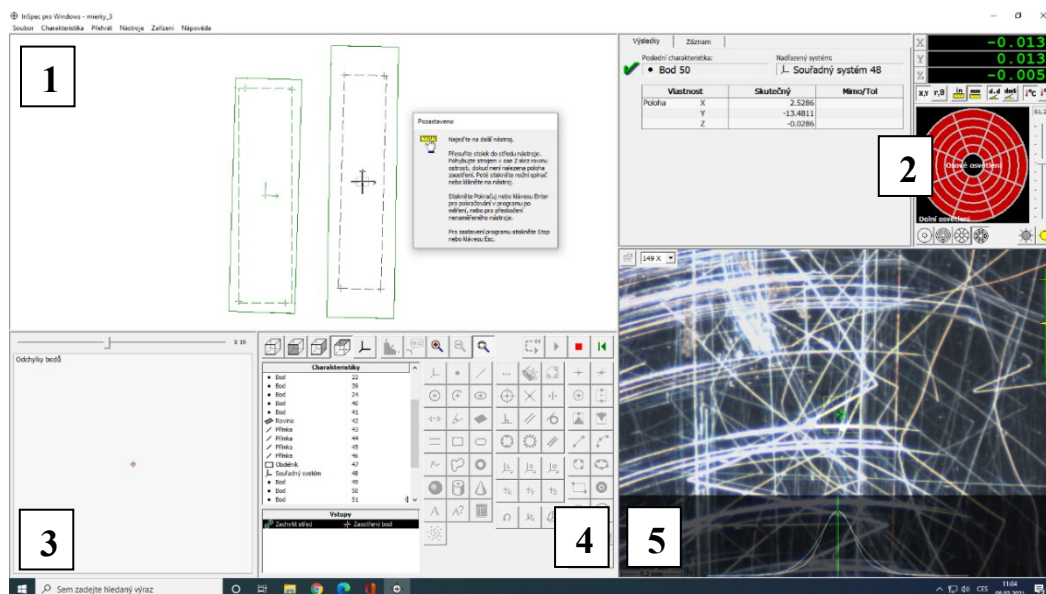 InSpec pro Windows - mierky_3
Soubor Charakteristika Přehrát Nástroje Zařízení Nápověda
1
Pozastaveno
Najeďte na další nástroj.
Přesuňte stolek do středu nástroje.
Pohybujte strojem v ose Z skrz rovinu
ostrosti, dokud není nalezena poloha
zaostření. Poté stiskněte nožní spínač
nebo klikněte na nástroj.
Stiskněte Pokračuj nebo klávesu Enter
pro pokračování v programu po
měření, nebo pro přeskočení
nenaměřeného nástroje.
Pro zastavení programu stiskněte Stop
nebo klávesu Esc.
Výsledky Záznam
Poslední charakteristika: Nadřazený systém:
Bod 50 Souřadný systém 48
Vlastnost Skutečný Mimo/Tol
Poloha X 2.5286
Y -13.4811
Z -0.0286
X -0.013
Y 0.013
Z -0.005
x,y r,θ in mm d.d dms
2
Osové osvětlení
Dolní osvětlení
149 X
Odchylky bodů
3
Charakteristiky
Bod 22
Bod 39
Bod 24
Bod 40
Bod 41
Rovina 42
Přímka 43
Přímka 44
Přímka 45
Přímka 46
Obdélník 47
Souřadný systém 48
Bod 49
Bod 50
Bod 51
Vstupy
Zachytit střed Zaostřený bod
4
5
Sem zadejte hledaný výraz
CES
11:04